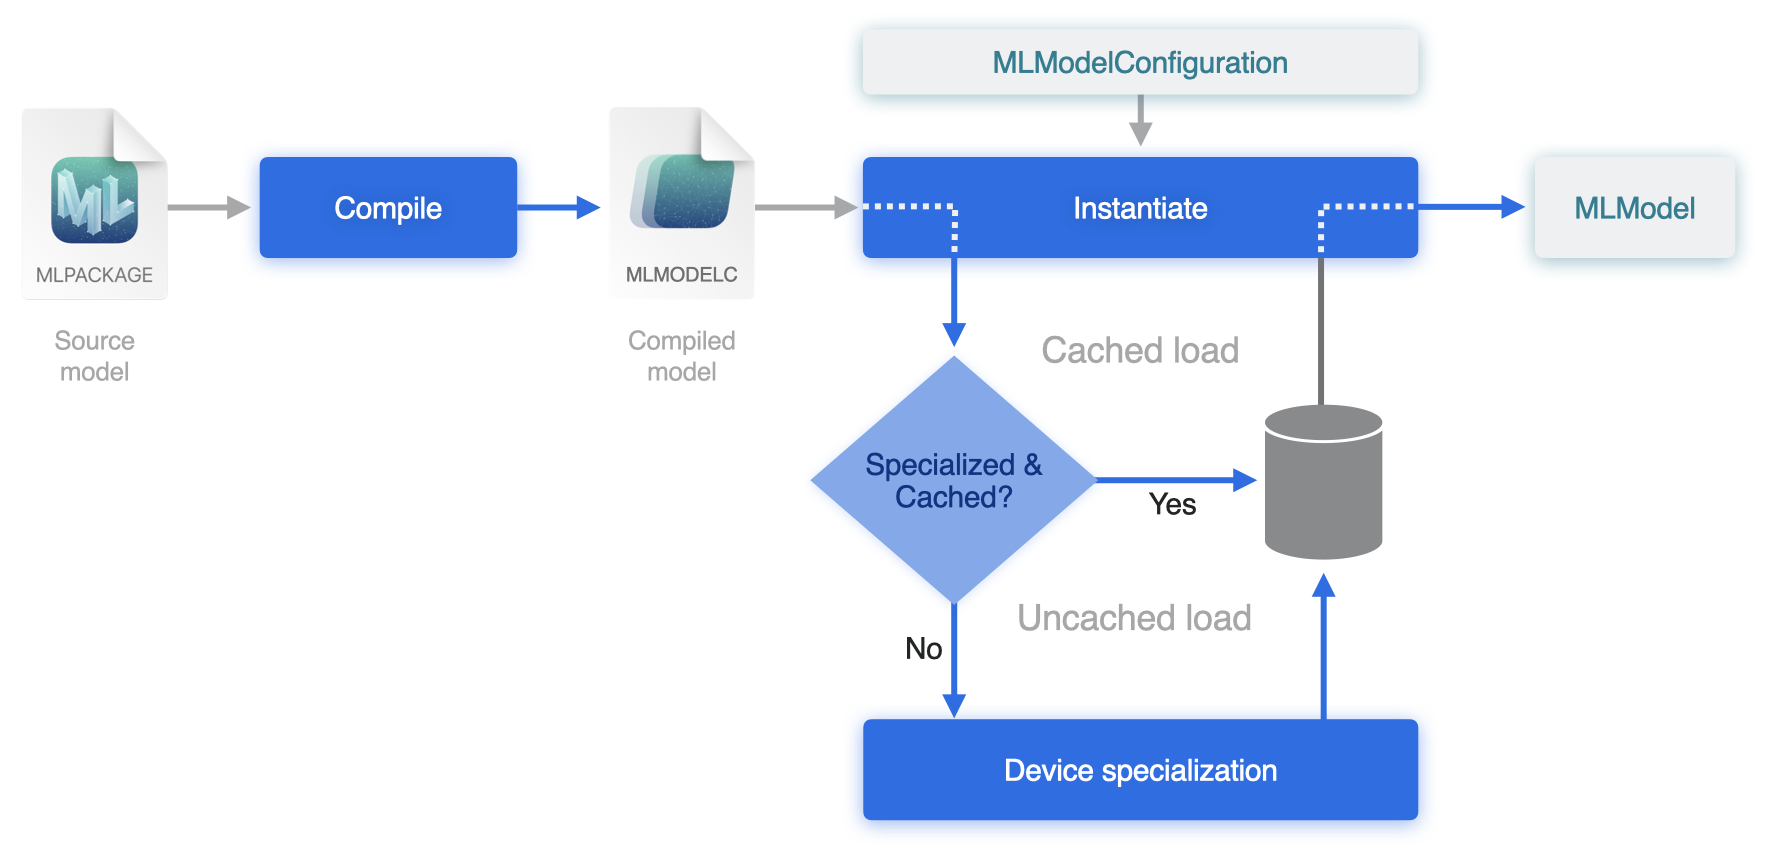 MLModelConfiguration
ML
MLPACKAGE
Source
model
Compile
MLMODELC
Compiled
model
Instantiate
MLModel
Cached load
Specialized &
Cached?
Yes
Uncached load
No
Device specialization